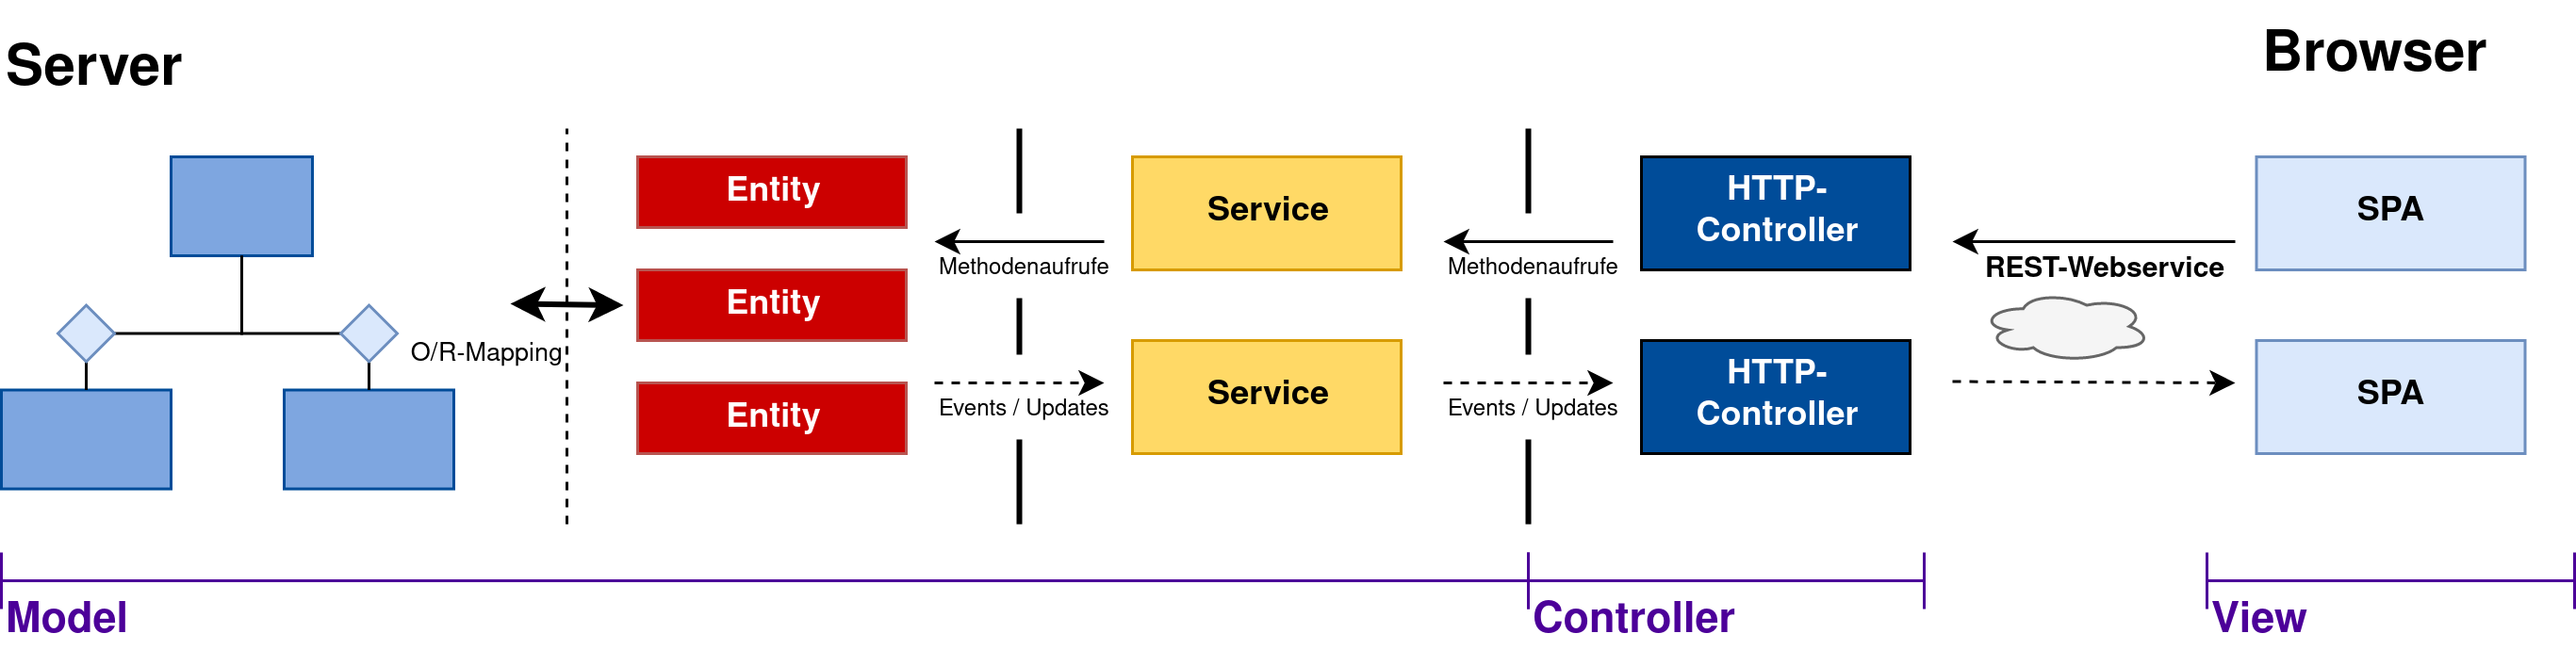 Server
Browser
O/R-Mapping
Entity
Entity
Entity
Methodenaufrufe
Events / Updates
Service
Service
Methodenaufrufe
Events / Updates
HTTP-
Controller
HTTP-
Controller
REST-Webservice
SPA
SPA
Model
Controller
View